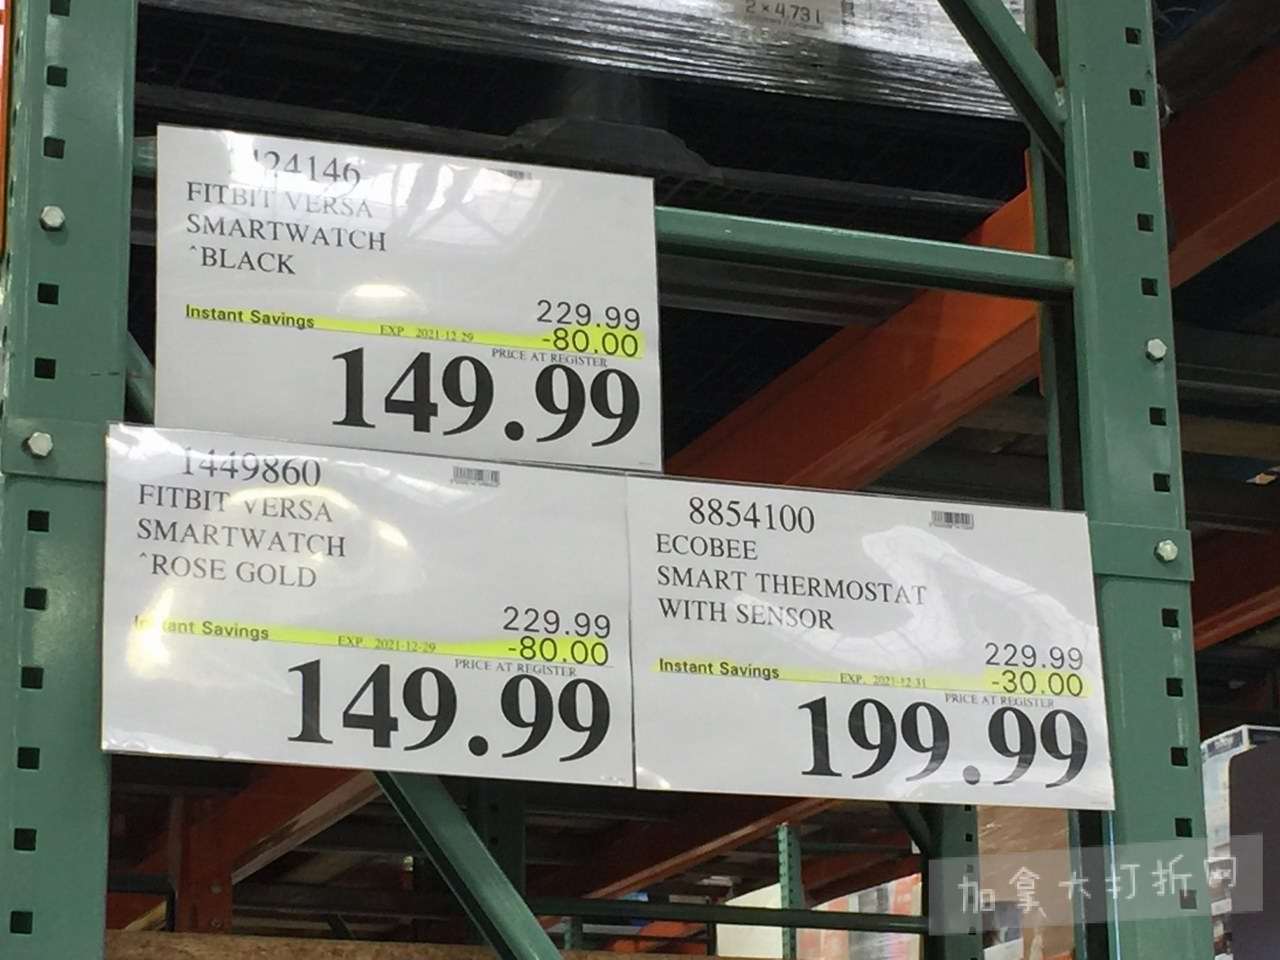 2 × 4.73 L
24146
FITBIT VERSA
SMARTWATCH
^BLACK
229.99
Instant Savings EXP. 2021-12-29 -80.00
PRICE AT REGISTER
149.99
1449860
FITBIT VERSA
SMARTWATCH
^ROSE GOLD
229.99
Instant Savings EXP. 2021-12-29 -80.00
PRICE AT REGISTER
149.99
8854100
ECOBEE
SMART THERMOSTAT
WITH SENSOR
229.99
Instant Savings EXP. 2021-12-31 -30.00
PRICE AT REGISTER
199.99
加拿大打折网